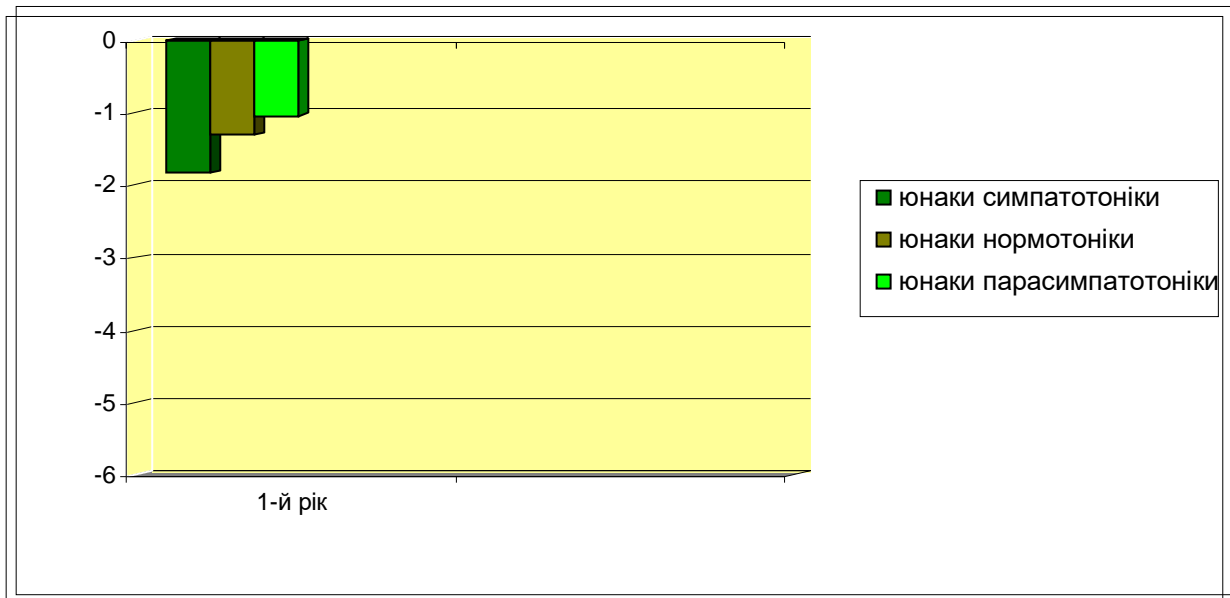 0
-1
-2
-3
-4
-5
-6
1-й рік
юнаки симпатотоніки
юнаки нормотоніки
юнаки парасимпатотоніки